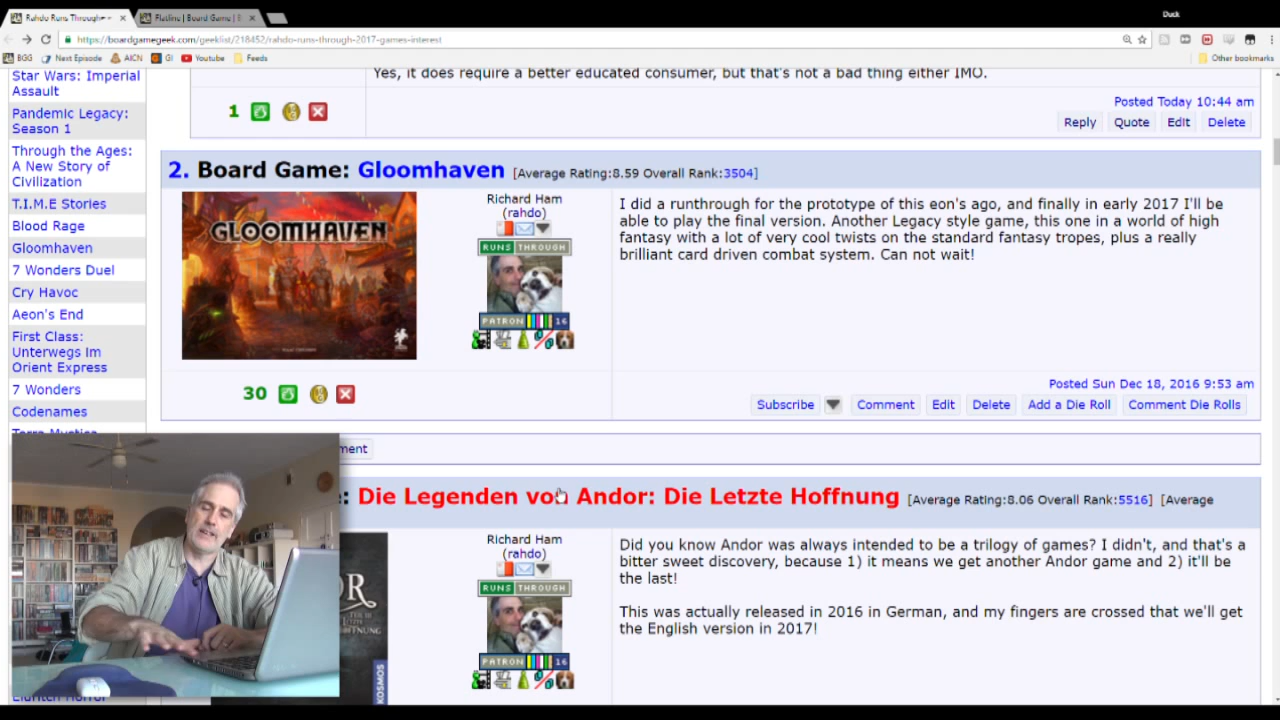 Duck
Rahdo Runs Through
Flatline | Board Game |
https://boardgamegeek.com/geeklist/218452/rahdo-runs-through-2017-games-interest
BGG Next Episode AICN GI Youtube Feeds Other bookmarks
Star Wars: Imperial
Assault
Pandemic Legacy:
Season 1
Through the Ages:
A New Story of
Civilization
T.I.M.E Stories
Blood Rage
Gloomhaven
7 Wonders Duel
Cry Havoc
Aeon's End
First Class:
Unterwegs Im
Orient Express
7 Wonders
Codenames
Terra Mystica
Eldritch Horror
Yes, it does require a better educated consumer, but that's not a bad thing either IMO.
1
Posted Today 10:44 am
Reply Quote Edit Delete
2. Board Game: Gloomhaven [Average Rating:8.59 Overall Rank:3504]
GLOOMHAVEN
Richard Ham
(rahdo)
RUNS THROUGH
PATRON 16
I did a runthrough for the prototype of this eon's ago, and finally in early 2017 I'll be
able to play the final version. Another Legacy style game, this one in a world of high
fantasy with a lot of very cool twists on the standard fantasy tropes, plus a really
brilliant card driven combat system. Can not wait!
30
Posted Sun Dec 18, 2016 9:53 am
Subscribe Comment Edit Delete Add a Die Roll Comment Die Rolls
ment
e: Die Legenden von Andor: Die Letzte Hoffnung [Average Rating:8.06 Overall Rank:5516] [Average
OR
HOFFNUNG
KOSMOS
Richard Ham
(rahdo)
RUNS THROUGH
PATRON 16
Did you know Andor was always intended to be a trilogy of games? I didn't, and that's a
bitter sweet discovery, because 1) it means we get another Andor game and 2) it'll be
the last!
This was actually released in 2016 in German, and my fingers are crossed that we'll get
the English version in 2017!